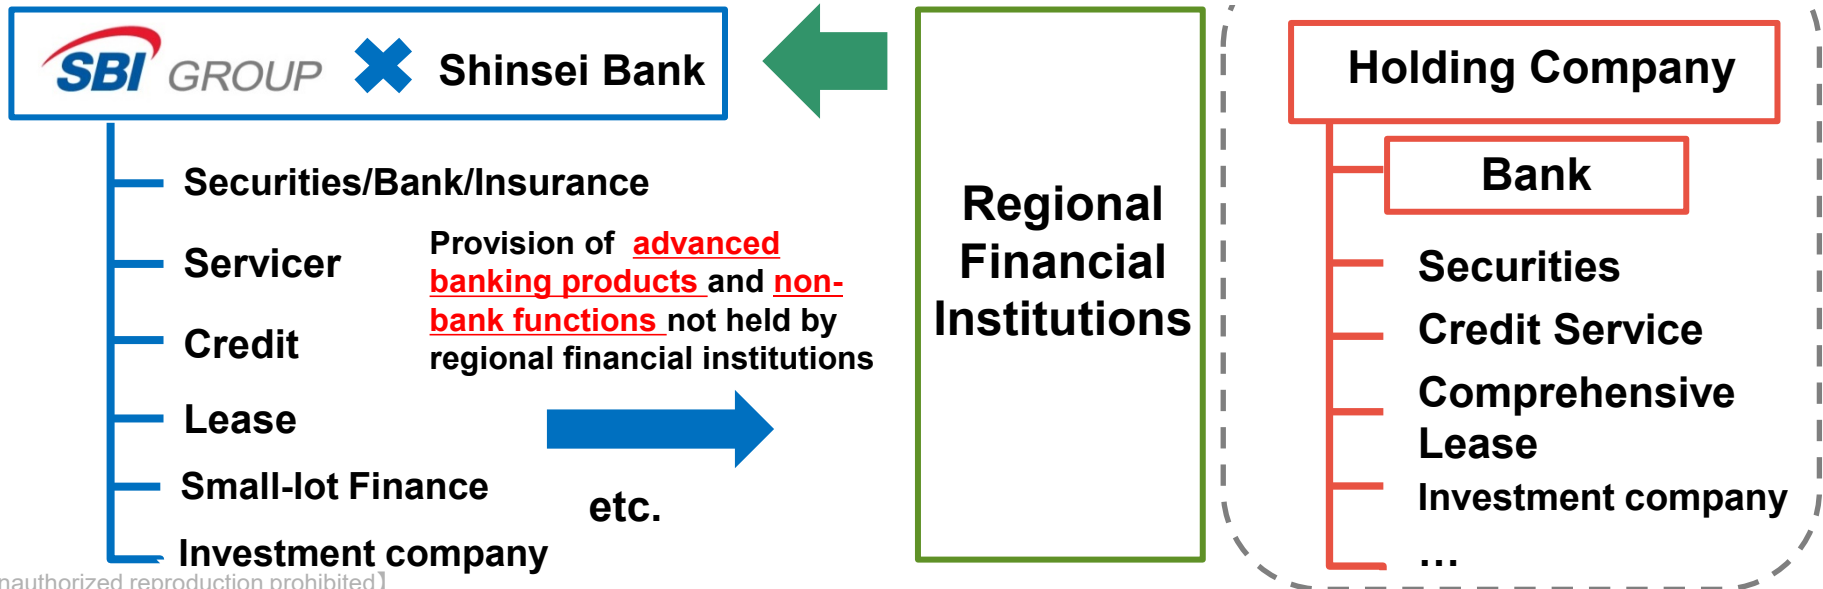 SBI GROUP
Shinsei Bank
Securities/Bank/Insurance
Servicer
Credit
Lease
Small-lot Finance
Investment company
Provision of advanced
banking products and non-
bank functions not held by
regional financial institutions
etc.
Regional
Financial
Institutions
Holding Company
Bank
Securities
Credit Service
Comprehensive
Lease
Investment company
...
reproduction prohibited】